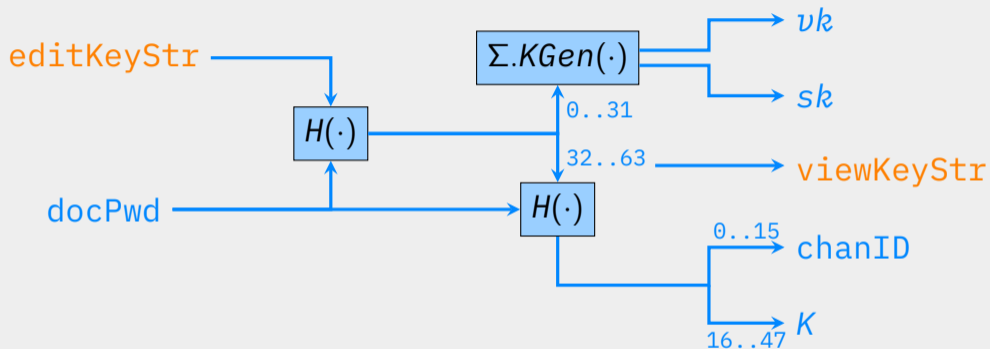 vk
editKeyStr
Σ.KGen(·)
sk
0..31
H(·)
32..63
viewKeyStr
docPwd
H(·)
0..15
chanID
K
16..47